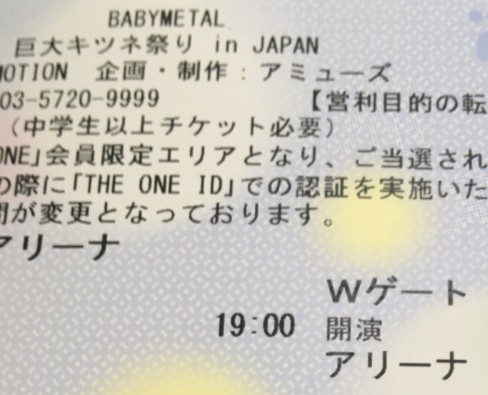 BABYMETAL
巨大キツネ祭り in JAPAN
MOTION 企画・制作：アミューズ
03-5720-9999 【営利目的の転
（中学生以上チケット必要）
ONE」会員限定エリアとなり、ご当選され
の際に「THE ONE ID」での認証を実施いた
間が変更となっております。
アリーナ
Wゲート
19:00 開演
アリーナ